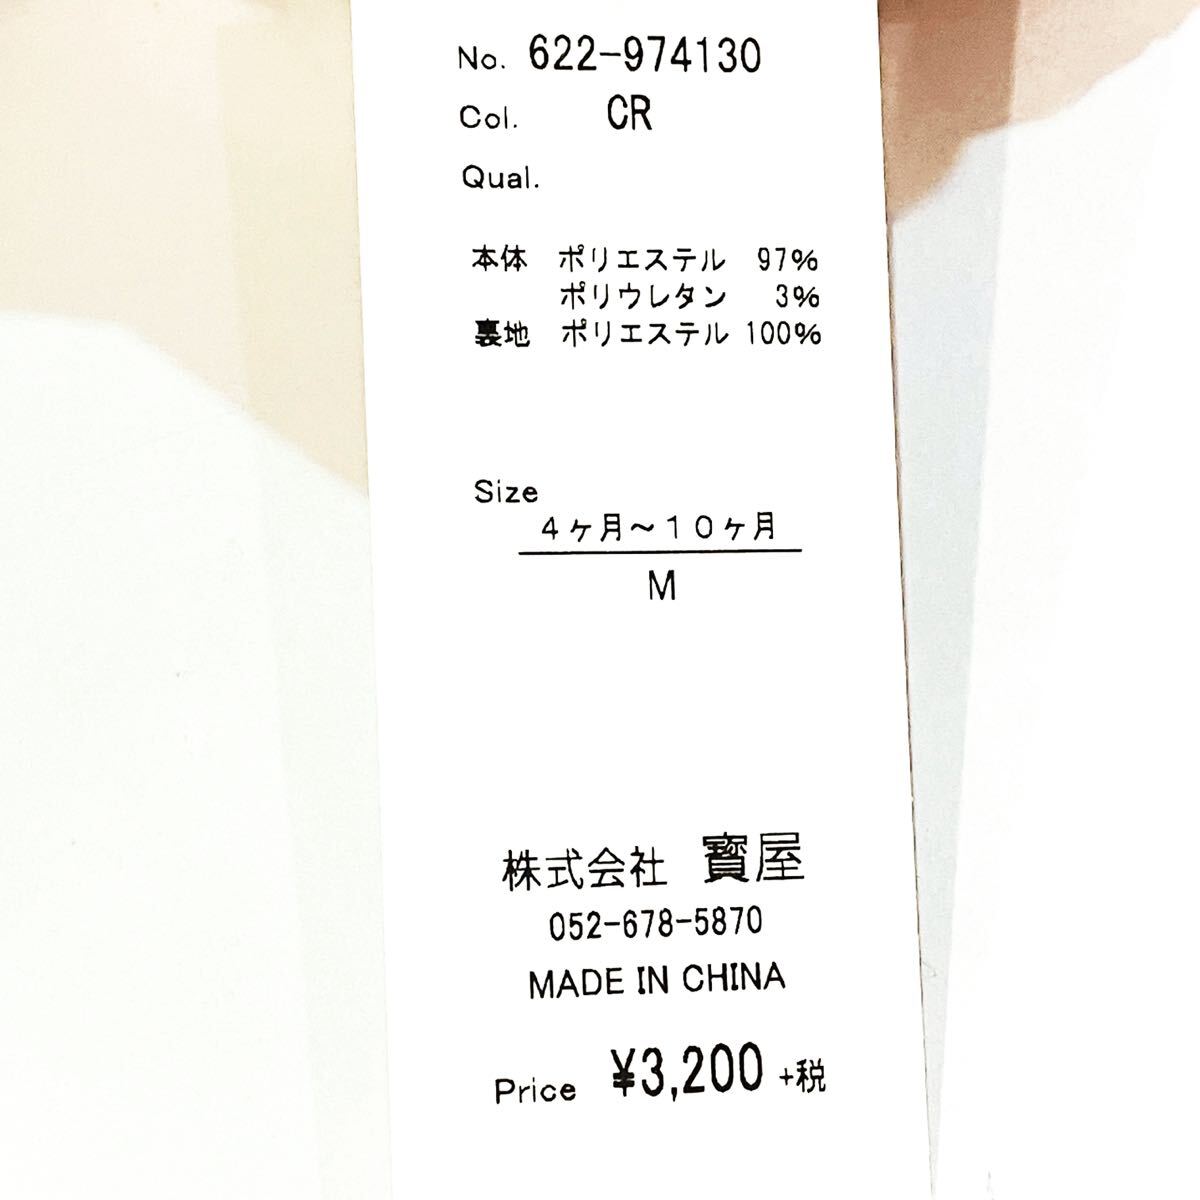 No. 622-974130
Col. CR
Qual.
本体 ポリエステル 97%
ポリウレタン 3%
裏地 ポリエステル 100%
Size
4ヶ月～10ヶ月
M
株式会社 寳屋
052-678-5870
MADE IN CHINA
Price ¥3,200 +税